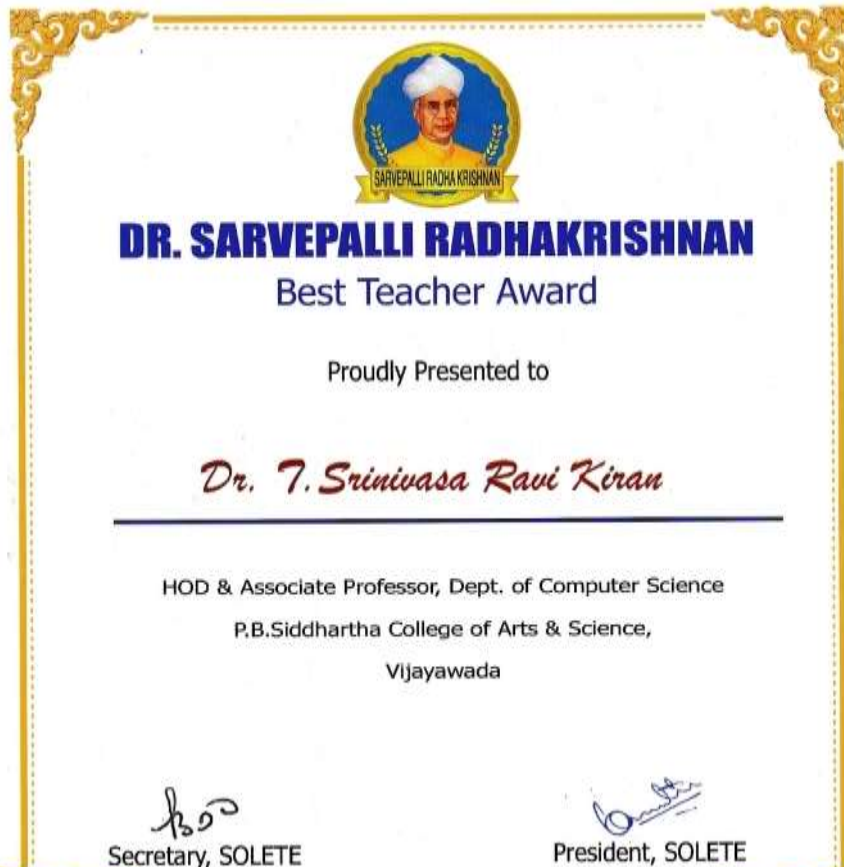 SARVEPALLI RADHA KRISHNAN
DR. SARVEPALLI RADHAKRISHNAN
Best Teacher Award
Proudly Presented to
Dr. T. Srinivasa Ravi Kiran
HOD & Associate Professor, Dept. of Computer Science
P.B.Siddhartha College of Arts & Science,
Vijayawada
Secretary, SOLETE
President, SOLETE